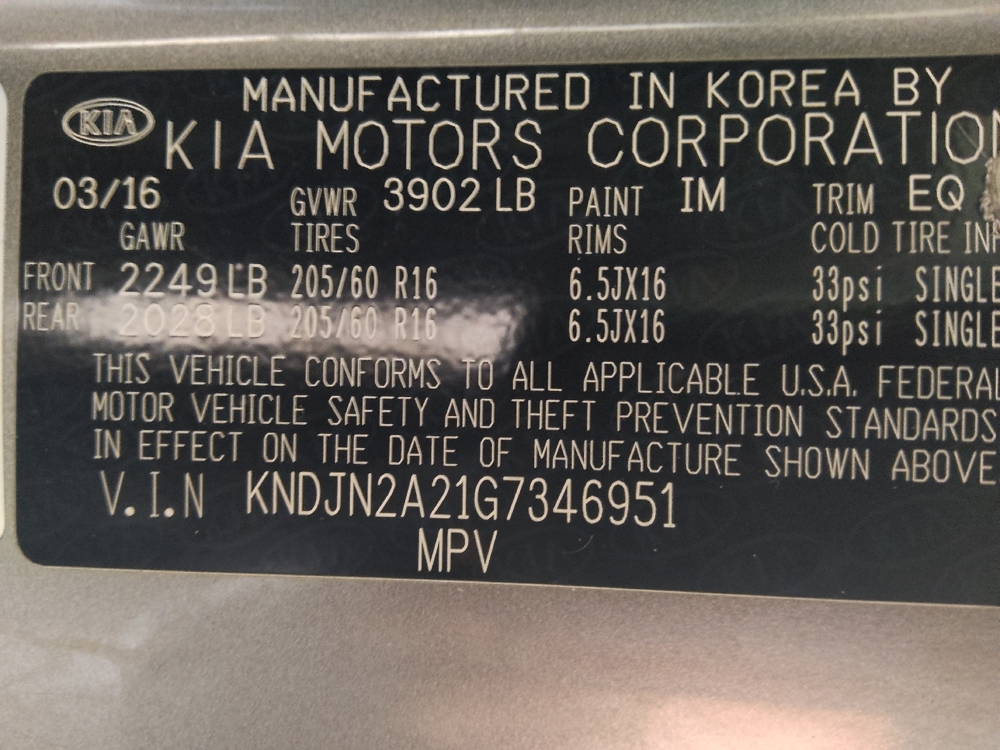 MANUFACTURED IN KOREA BY
KIA KIA MOTORS CORPORATION
03/16 GVWR 3902 LB PAINT IM TRIM EQ
GAWR TIRES RIMS COLD TIRE INF
FRONT 2249 LB 205/60 R16 6.5JX16 33psi SINGLE
REAR 2028 LB 205/60 R16 6.5JX16 33psi SINGLE
THIS VEHICLE CONFORMS TO ALL APPLICABLE U.S.A. FEDERAL
MOTOR VEHICLE SAFETY AND THEFT PREVENTION STANDARDS
IN EFFECT ON THE DATE OF MANUFACTURE SHOWN ABOVE
V.I.N KNDJN2A21G7346951
MPV